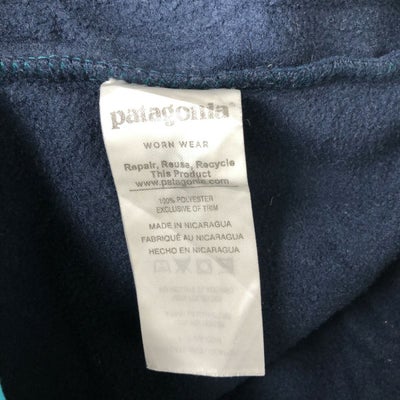 patagonia®
WORN WEAR
Repair, Reuse, Recycle
This Product
www.patagonia.com
100% POLYESTER
EXCLUSIVE OF TRIM
MADE IN NICARAGUA
FABRIQUÉ AU NICARAGUA
HECHO EN NICARAGUA